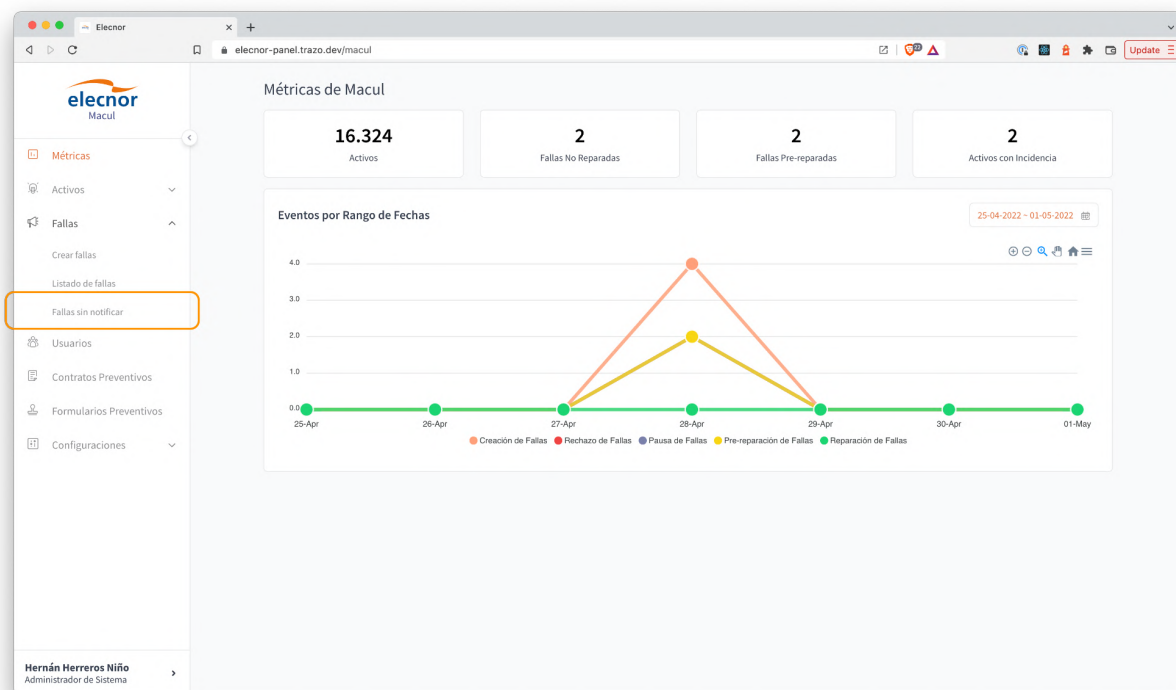 Elecnor
elecnor-panel.trazo.dev/macul
22
Update
elecnor
Macul
Métricas
Activos
Fallas
Crear fallas
Listado de fallas
Fallas sin notificar
Usuarios
Contratos Preventivos
Formularios Preventivos
Configuraciones
Hernán Herreros Niño
Administrador de Sistema
Métricas de Macul
16.324
Activos
2
Fallas No Reparadas
2
Fallas Pre-reparadas
2
Activos con Incidencia
Eventos por Rango de Fechas
25-04-2022 ~ 01-05-2022
4.0
3.0
2.0
1.0
0.0
25-Apr 26-Apr 27-Apr 28-Apr 29-Apr 30-Apr 01-May
Creación de Fallas Rechazo de Fallas Pausa de Fallas Pre-reparación de Fallas Reparación de Fallas